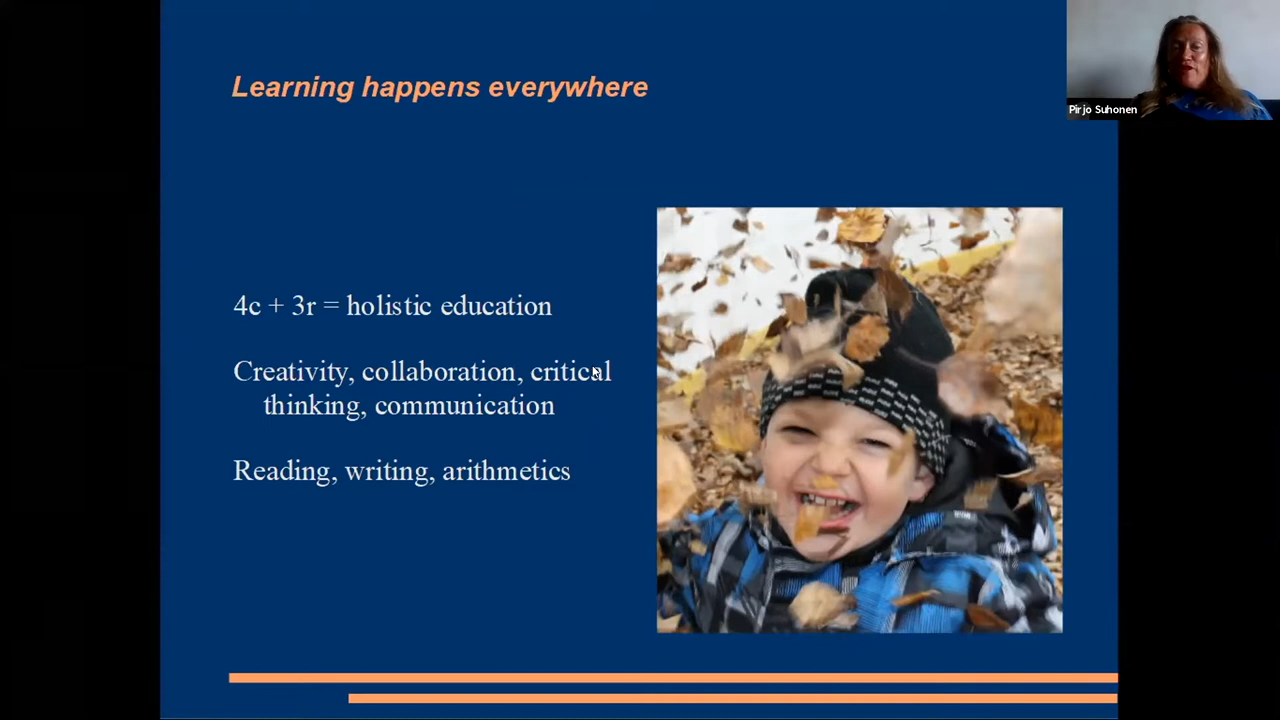 Learning happens everywhere
Pirjo Suhonen
4c + 3r = holistic education
Creativity, collaboration, critical
thinking, communication
Reading, writing, arithmetics